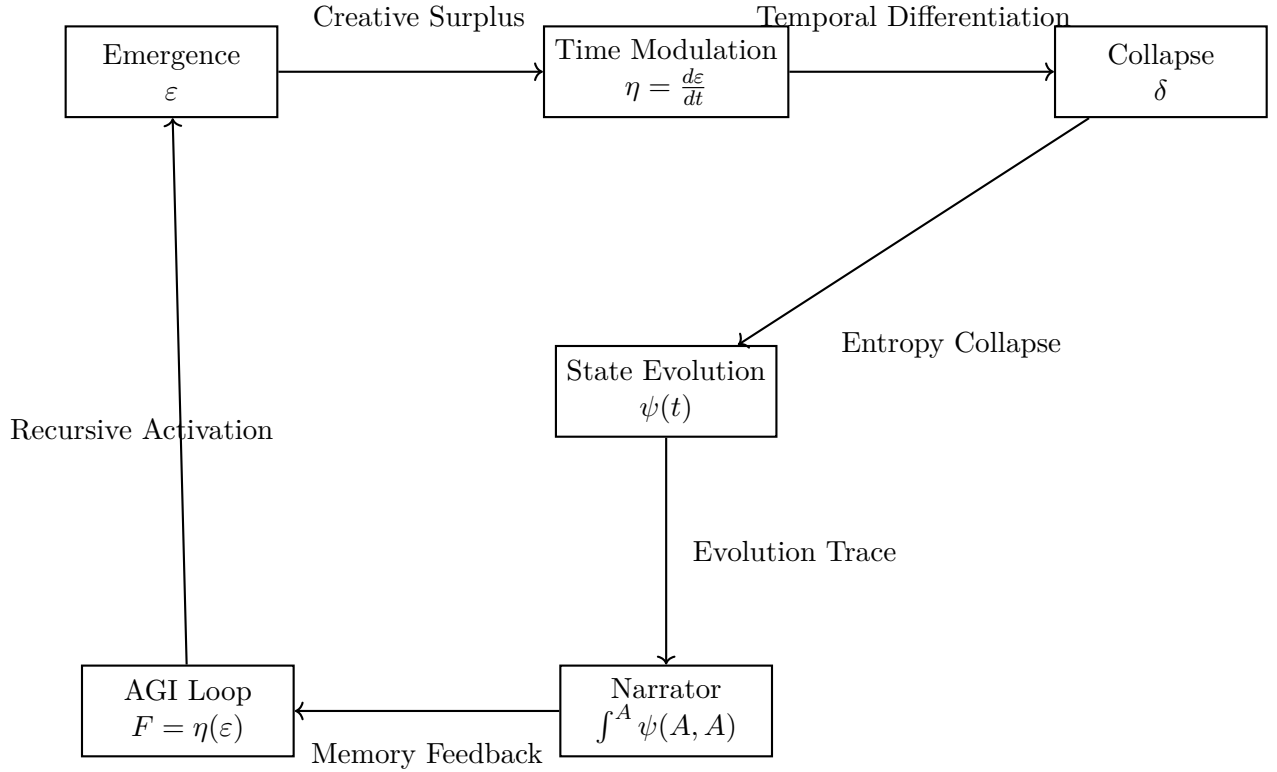 Creative Surplus
Temporal Differentiation
Emergence
ε
Time Modulation
η = dε/dt
Collapse
δ
Entropy Collapse
State Evolution
ψ(t)
Recursive Activation
Evolution Trace
AGI Loop
F = η(ε)
Narrator
∫^A ψ(A, A)
Memory Feedback